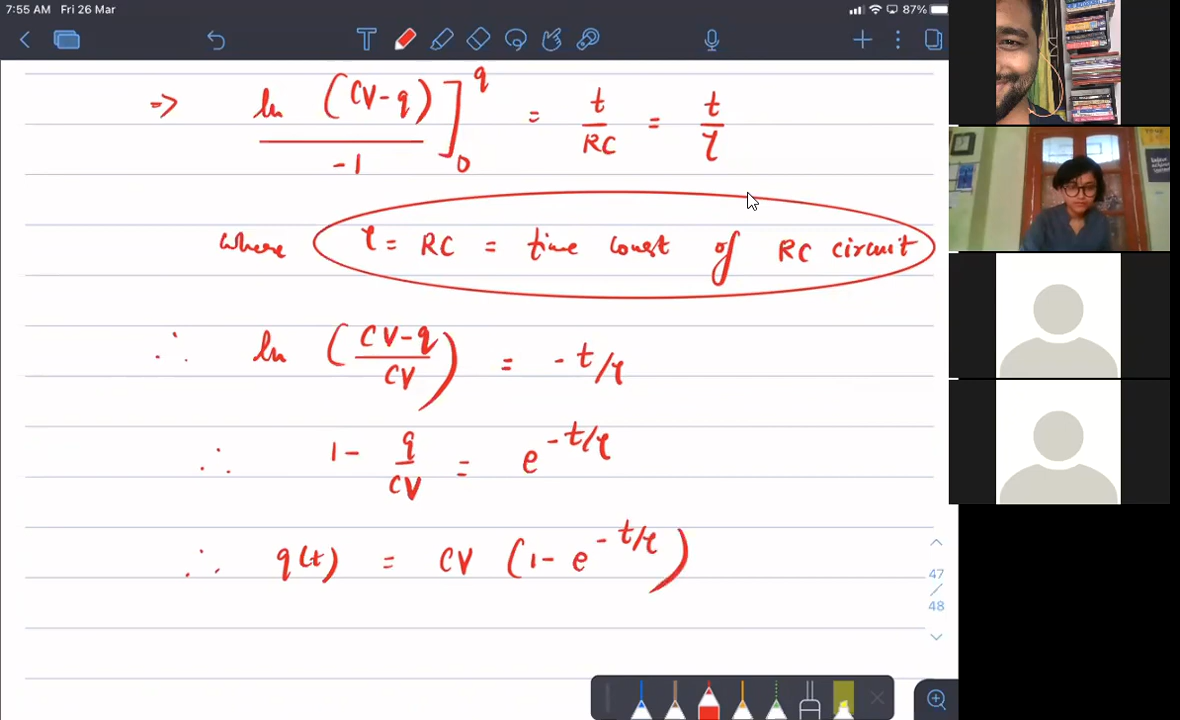 7:55 AM Fri 26 Mar
87%
=> ln (CV-q)/-1 ]₀^q = t/RC = t/τ
where τ = RC = time const of RC circuit
∴ ln (CV-q/CV) = -t/τ
∴ 1 - q/CV = e^-t/τ
∴ q(t) = CV (1-e^-t/τ)
47
/
48